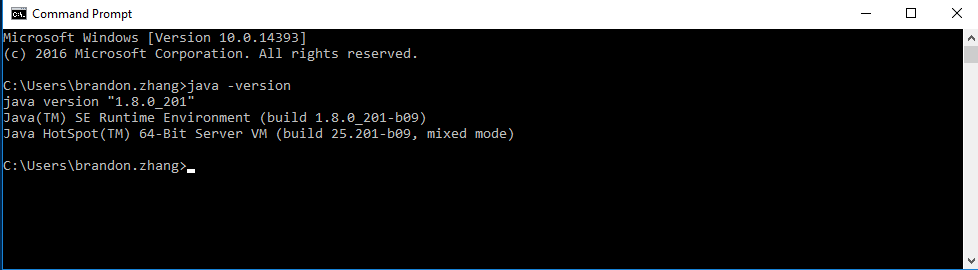 Command Prompt
Microsoft Windows [Version 10.0.14393]
(c) 2016 Microsoft Corporation. All rights reserved.
C:\Users\brandon.zhang>java -version
java version "1.8.0_201"
Java(TM) SE Runtime Environment (build 1.8.0_201-b09)
Java HotSpot(TM) 64-Bit Server VM (build 25.201-b09, mixed mode)
C:\Users\brandon.zhang>